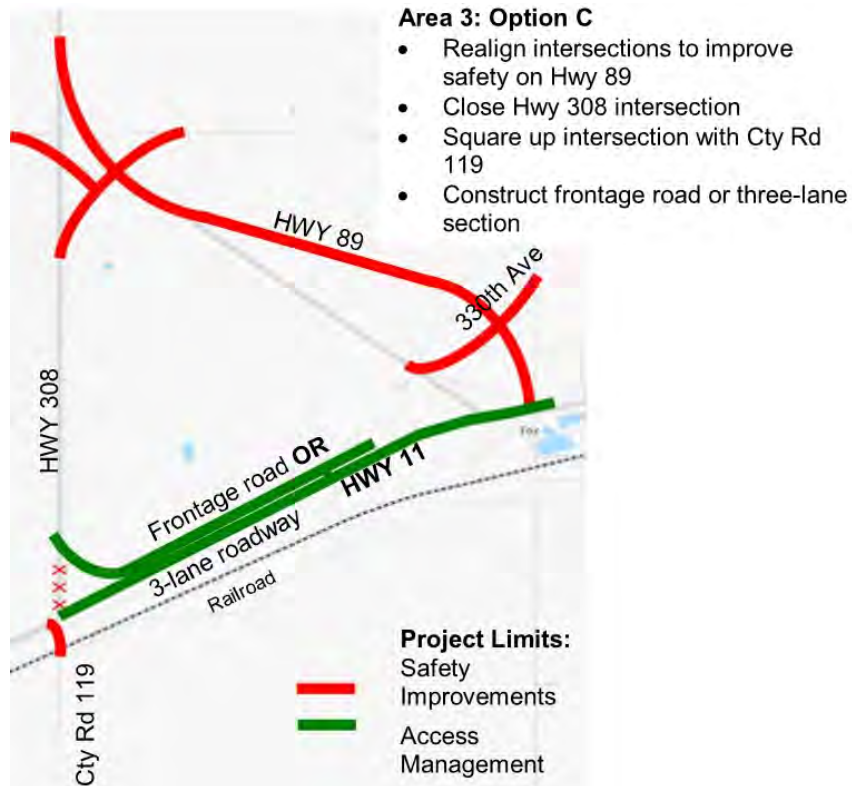 Area 3: Option C
• Realign intersections to improve
safety on Hwy 89
• Close Hwy 308 intersection
• Square up intersection with Cty Rd
119
• Construct frontage road or three-lane
section
HWY 89
330th Ave
HWY 308
Frontage road OR
HWY 11
3-lane roadway
Railroad
x
x
x
x
Cty Rd 119
Project Limits:
Safety
Improvements
Access
Management